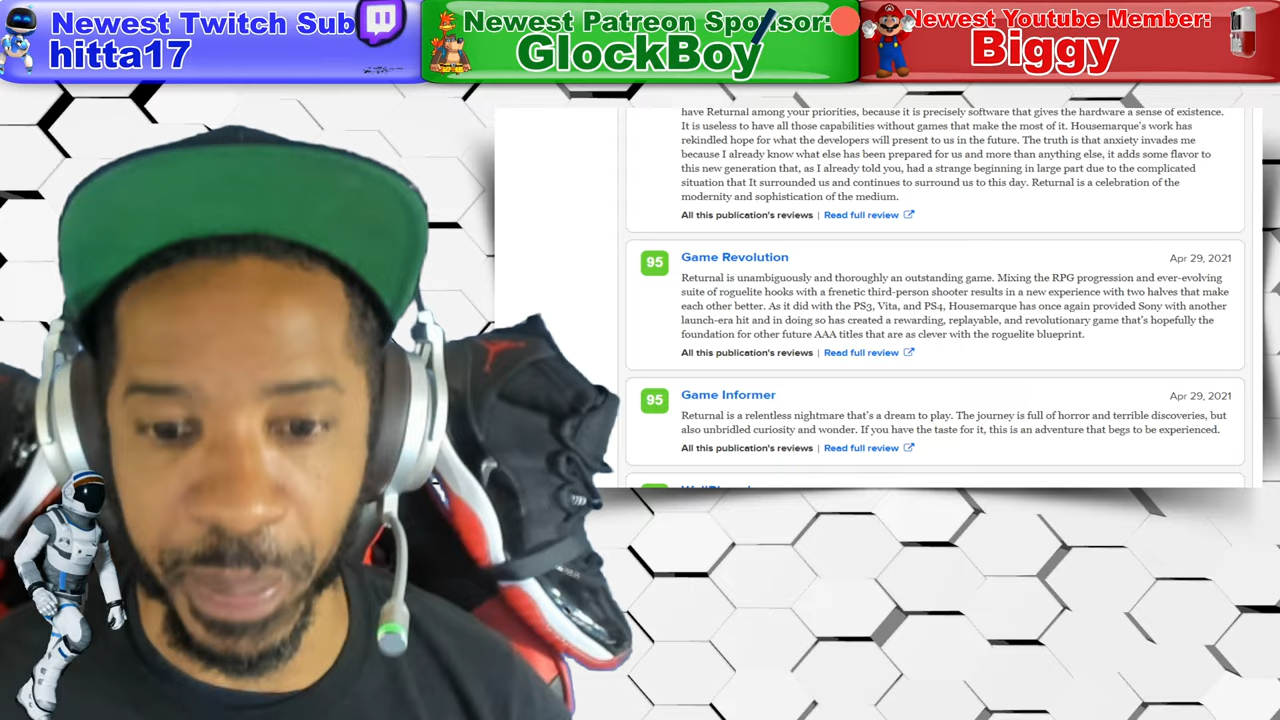 Newest Twitch Sub
hitta17
Newest Patreon Sponsor:
GlockBoy
Newest Youtube Member:
Biggy
have Returnal among your priorities, because it is precisely software that gives the hardware a sense of existence.
It is useless to have all those capabilities without games that make the most of it. Housemarque's work has
rekindled hope for what the developers will present to us in the future. The truth is that anxiety invades me
because I already know what else has been prepared for us and more than anything else, it adds some flavor to
this new generation that, as I already told you, had a strange beginning in large part due to the complicated
situation that It surrounded us and continues to surround us to this day. Returnal is a celebration of the
modernity and sophistication of the medium.
All this publication's reviews | Read full review
95
Game Revolution
Apr 29, 2021
Returnal is unambiguously and thoroughly an outstanding game. Mixing the RPG progression and ever-evolving
suite of roguelite hooks with a frenetic third-person shooter results in a new experience with two halves that make
each other better. As it did with the PS3, Vita, and PS4, Housemarque has once again provided Sony with another
launch-era hit and in doing so has created a rewarding, replayable, and revolutionary game that's hopefully the
foundation for other future AAA titles that are as clever with the roguelite blueprint.
All this publication's reviews | Read full review
95
Game Informer
Apr 29, 2021
Returnal is a relentless nightmare that's a dream to play. The journey is full of horror and terrible discoveries, but
also unbridled curiosity and wonder. If you have the taste for it, this is an adventure that begs to be experienced.
All this publication's reviews | Read full review